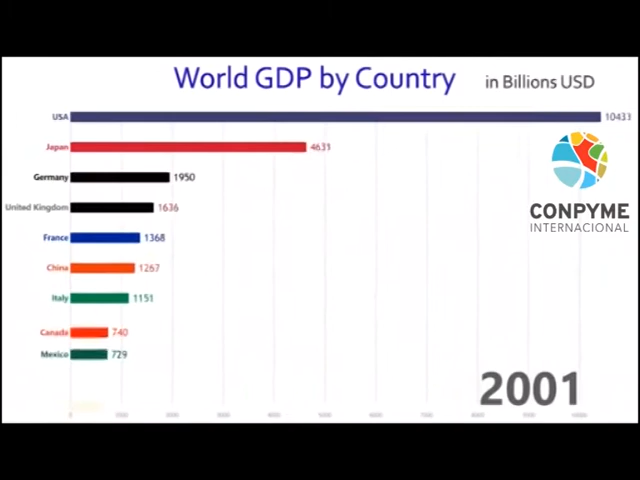 World GDP by Country in Billions USD
USA 10433
Japan 4631
Germany 1950
United Kingdom 1636
France 1368
China 1267
Italy 1151
Canada 740
Mexico 729
CONPYME
INTERNACIONAL
2001